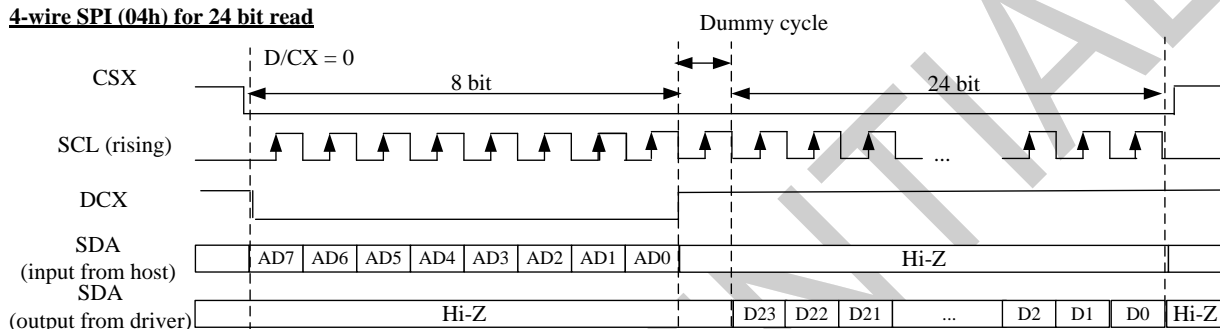 4-wire SPI (04h) for 24 bit read
Dummy cycle
D/CX = 0
CSX
8 bit
24 bit
SCL (rising)
...
DCX
SDA
(input from host)
AD7 AD6 AD5 AD4 AD3 AD2 AD1 AD0
Hi-Z
SDA
(output from driver)
Hi-Z
D23 D22 D21 ... D2 D1 D0 Hi-Z